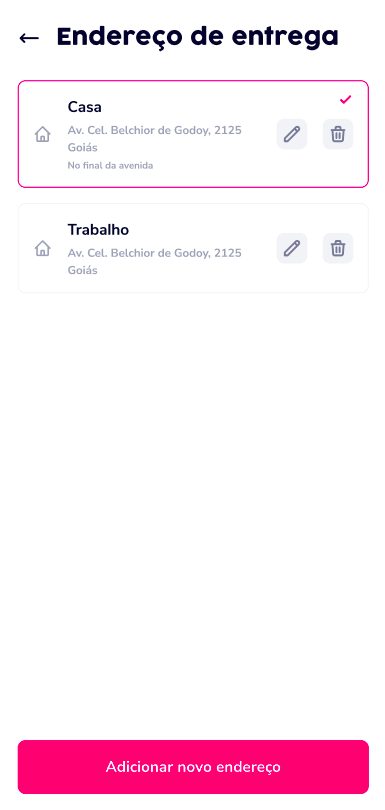 Endereço de entrega
Casa
Av. Cel. Belchior de Godoy, 2125
Goiás
No final da avenida
Trabalho
Av. Cel. Belchior de Godoy, 2125
Goiás
Adicionar novo endereço